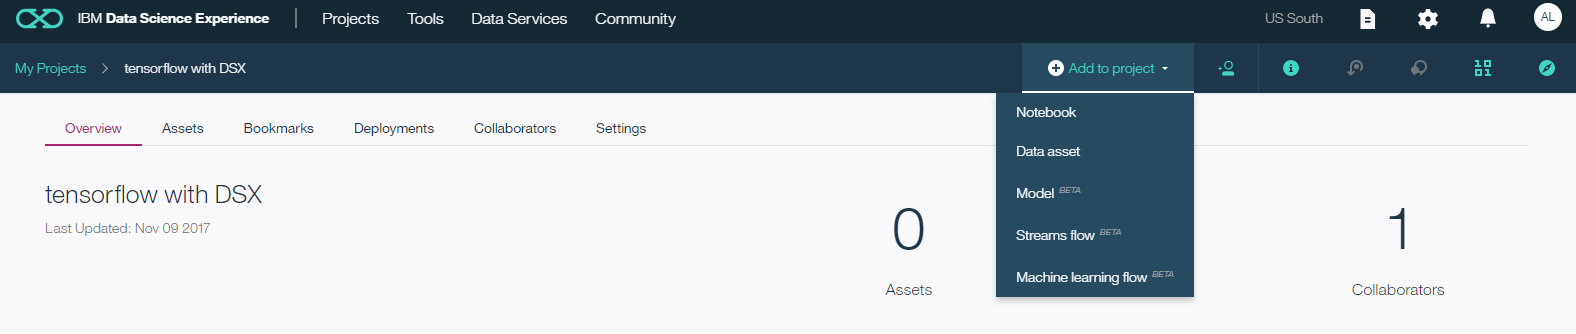 IBM Data Science Experience Projects Tools Data Services Community US South AL
My Projects > tensorflow with DSX Add to project
Notebook
Data asset
Model BETA
Streams flow BETA
Machine learning flow BETA
Overview Assets Bookmarks Deployments Collaborators Settings
tensorflow with DSX
Last Updated: Nov 09 2017
0
Assets
1
Collaborators